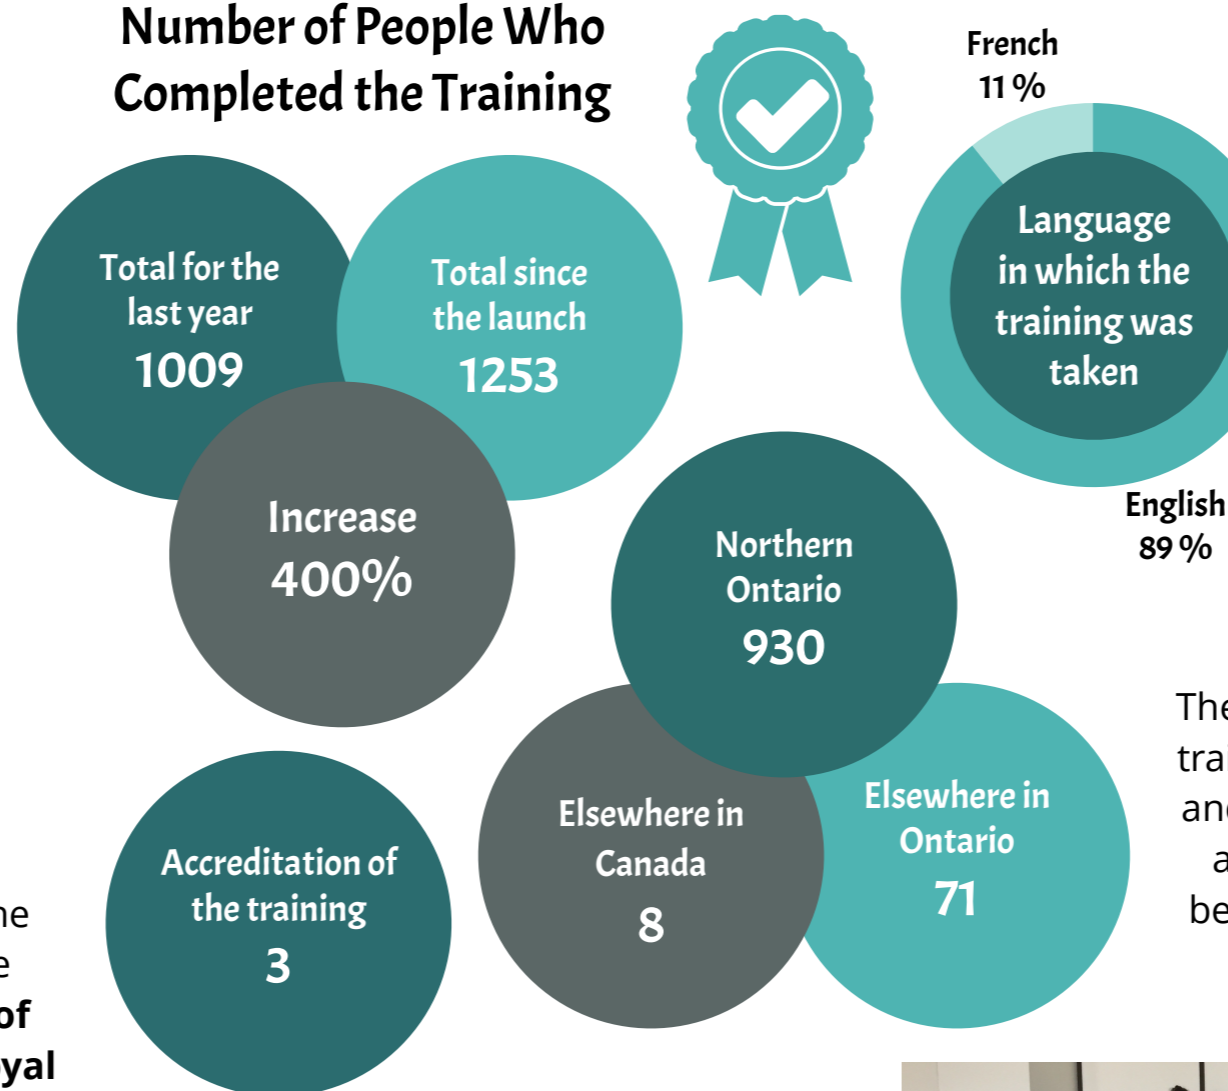 Number of People Who
Completed the Training
French
11 %
Language
in which the
training was
taken
English
89 %
Total for the
last year
1009
Total since
the launch
1253
Increase
400%
Northern
Ontario
930
Elsewhere in
Canada
8
Elsewhere in
Ontario
71
Accreditation of
the training
3
of